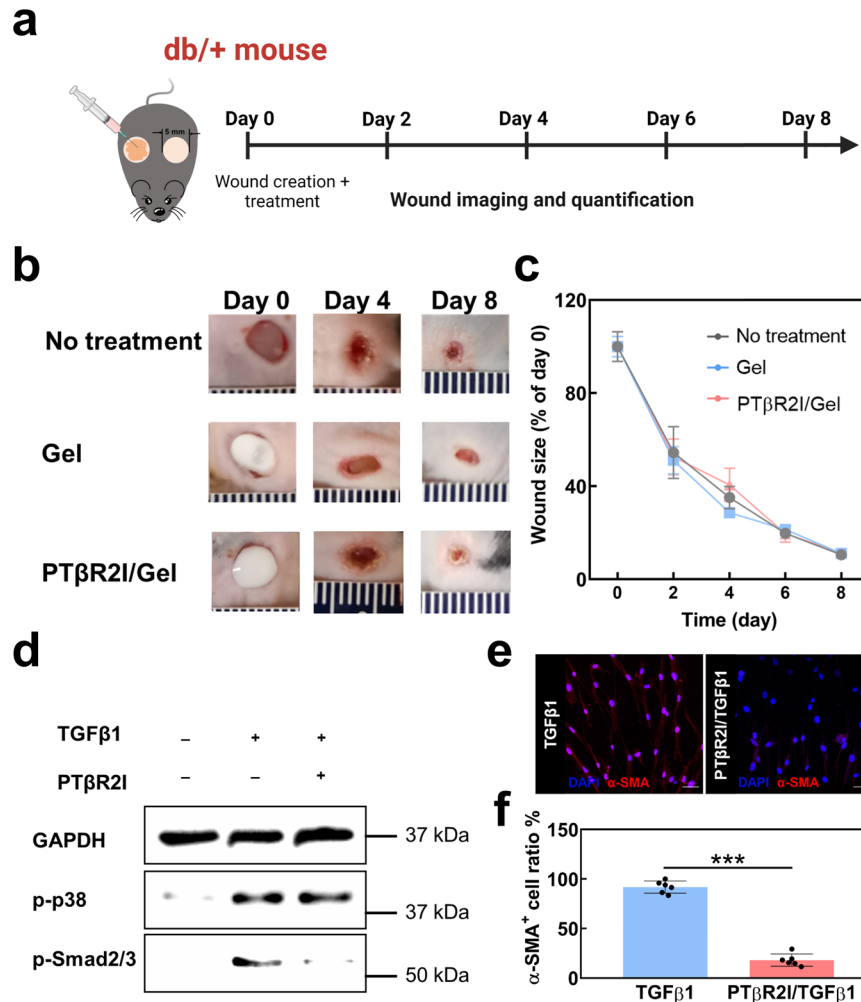 a
db/+ mouse
5 mm
Day 0 Day 2 Day 4 Day 6 Day 8
Wound creation +
treatment
Wound imaging and quantification
b
Day 0 Day 4 Day 8
No treatment
Gel
PTβR2I/Gel
c
120
80
40
0
Wound size (% of day 0)
No treatment
Gel
PTβR2I/Gel
0 2 4 6 8
Time (day)
d
TGFβ1 – + +
PTβR2I – – +
GAPDH 37 kDa
p-p38 37 kDa
p-Smad2/3 50 kDa
e
TGFβ1
DAPI α-SMA
PTβR2I/TGFβ1
DAPI α-SMA
f
α-SMA⁺ cell ratio %
150
100
50
0
***
TGFβ1 PTβR2I/TGFβ1